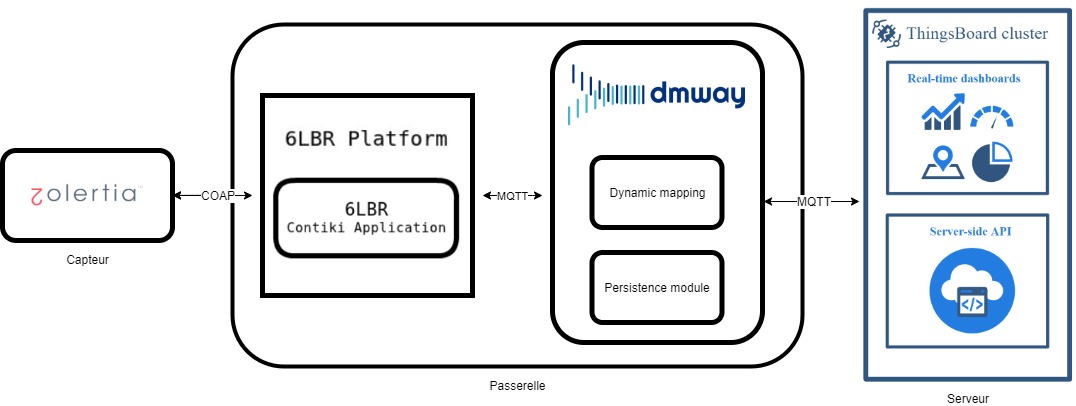 zolertia™
Capteur
COAP
6LBR Platform
6LBR
Contiki Application
MQTT
dmway
Dynamic mapping
Persistence module
Passerelle
MQTT
ThingsBoard cluster
Real-time dashboards
Server-side API
</>
Serveur